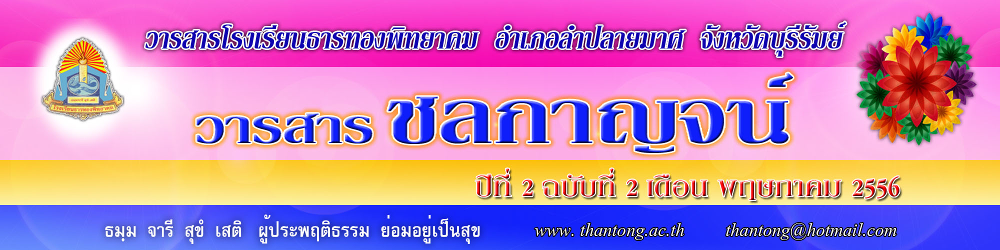 วารสารโรงเรียนธารทองพิทยาคม อำเภอลำปลายมาศ จังหวัดบุรีรัมย์
วารสาร ชลกาญจน์
ปีที่ 2 ฉบับที่ 2 เดือน พฤษภาคม 2556
ธมฺม จารี สุขํ เสติ ผู้ประพฤติธรรม ย่อมอยู่เป็นสุข www. thantong.ac.th thantong@hotmail.com
โรงเรียนธารทองพิทยาคม